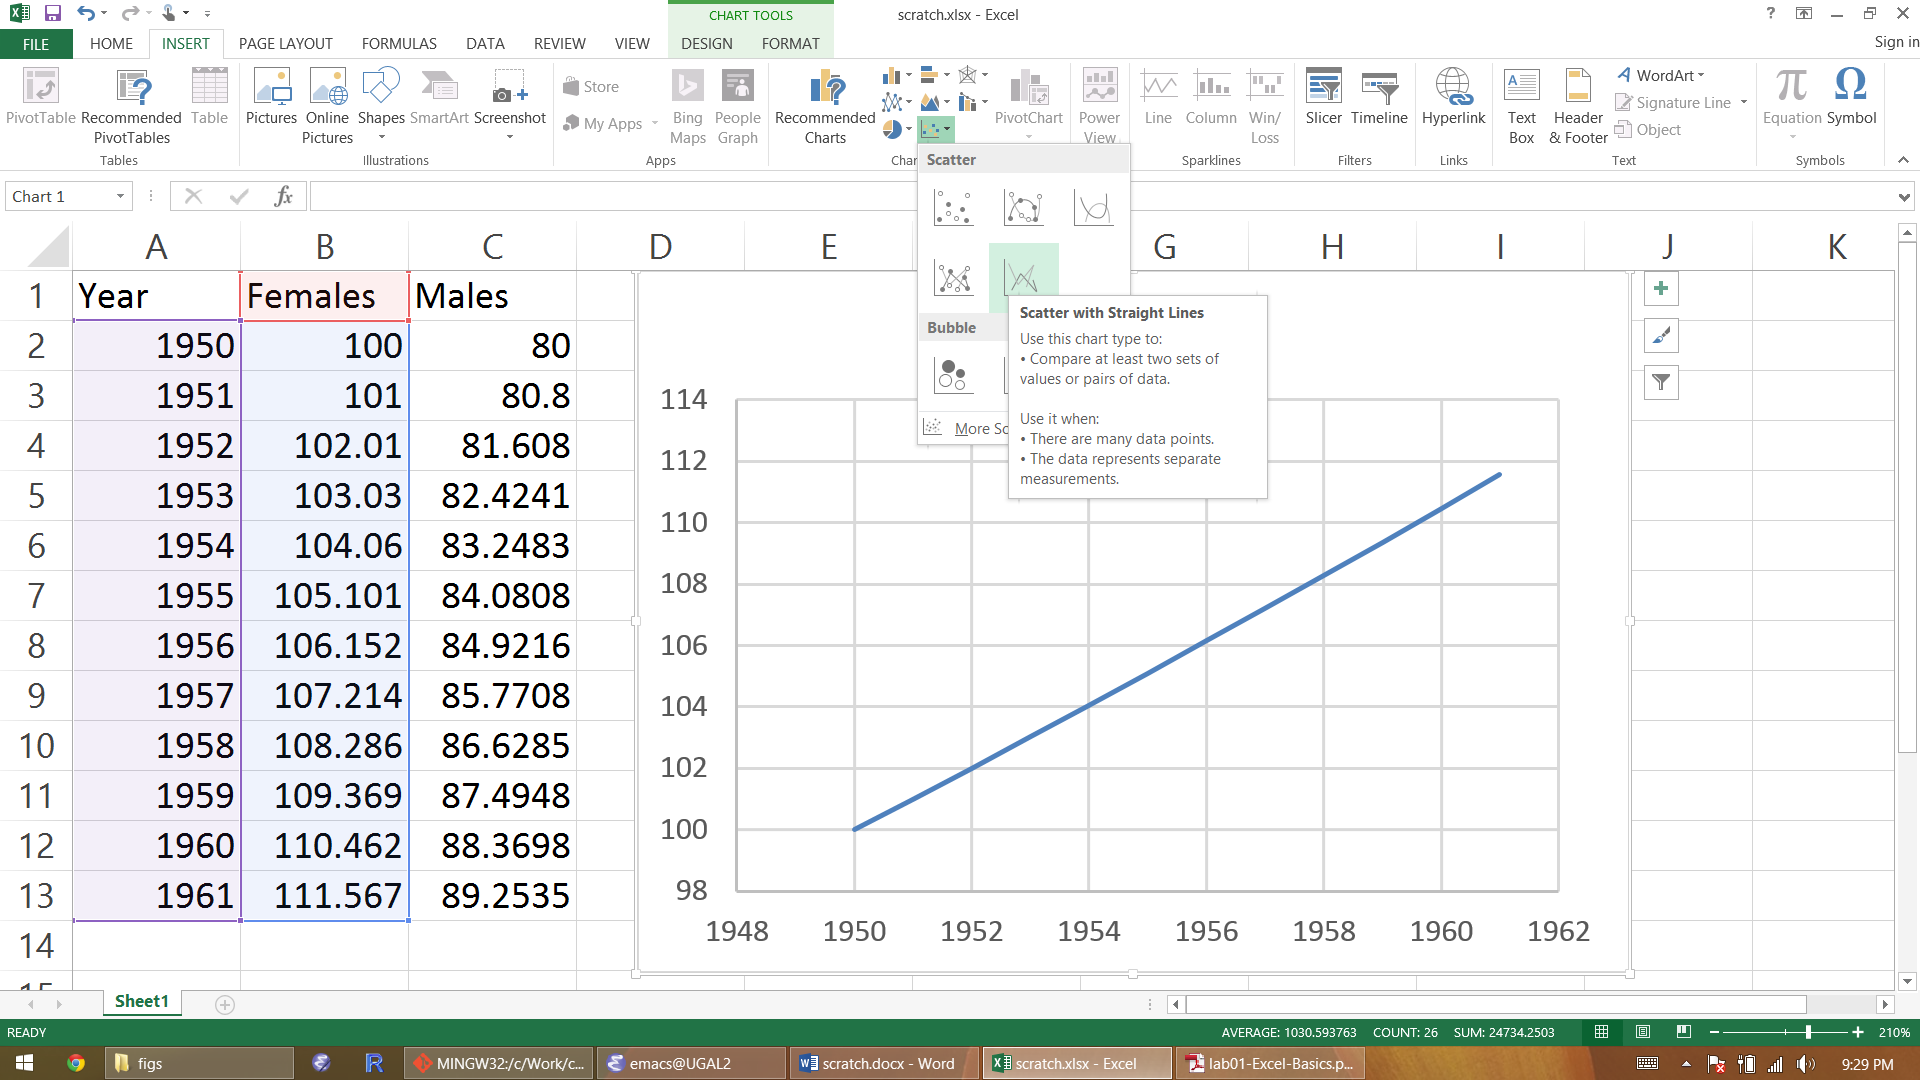 CHART TOOLS
scratch.xlsx - Excel
?
FILE HOME INSERT PAGE LAYOUT FORMULAS DATA REVIEW VIEW DESIGN FORMAT
Sign in
PivotTable
Recommended PivotTables
Table
Tables
Pictures
Online Pictures
Shapes
SmartArt
Screenshot
Illustrations
Store
My Apps
Bing Maps
People Graph
Apps
Recommended Charts
PivotChart
Char
Power View
Line
Column
Win/ Loss
Sparklines
Slicer
Timeline
Filters
Hyperlink
Links
Text Box
Header & Footer
WordArt
Signature Line
Object
Text
Equation
Symbol
Symbols
Chart 1
fx
Scatter
Scatter with Straight Lines
Use this chart type to:
• Compare at least two sets of
values or pairs of data.
Use it when:
• There are many data points.
• The data represents separate
measurements.
Bubble
More Sc
A B C D E G H I J K
1 Year Females Males
2 1950 100 80
3 1951 101 80.8
4 1952 102.01 81.608
5 1953 103.03 82.4241
6 1954 104.06 83.2483
7 1955 105.101 84.0808
8 1956 106.152 84.9216
9 1957 107.214 85.7708
10 1958 108.286 86.6285
11 1959 109.369 87.4948
12 1960 110.462 88.3698
13 1961 111.567 89.2535
14
15
114
112
110
108
106
104
102
100
98
1948 1950 1952 1954 1956 1958 1960 1962
Sheet1
READY
AVERAGE: 1030.593763 COUNT: 26 SUM: 24734.2503
210%
figs
MINGW32:/c/Work/c...
emacs@UGAL2
scratch.docx - Word
scratch.xlsx - Excel
lab01-Excel-Basics.p...
9:29 PM